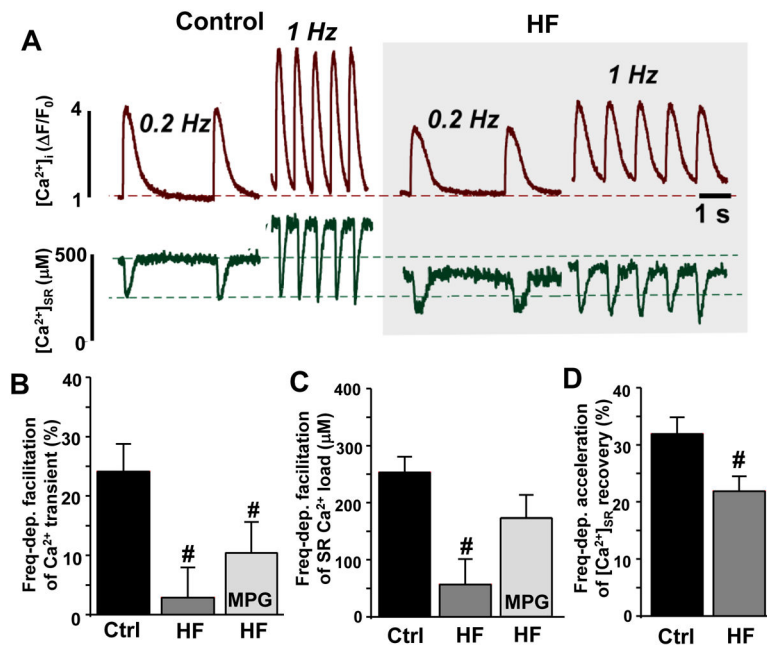 A
Control
HF
1 Hz
0.2 Hz
0.2 Hz
1 Hz
[Ca²⁺]ᵢ (ΔF/F₀)
4
1
1 s
[Ca²⁺]SR (µM)
500
0
B
Freq-dep. facilitation
of Ca²⁺ transient (%)
40
30
20
10
0
#
#
MPG
Ctrl HF HF
C
Freq-dep. facilitation
of SR Ca²⁺ load (µM)
400
300
200
100
0
#
MPG
Ctrl HF HF
D
Freq-dep. acceleration
of [Ca²⁺]SR recovery (%)
40
30
20
10
0
#
Ctrl HF